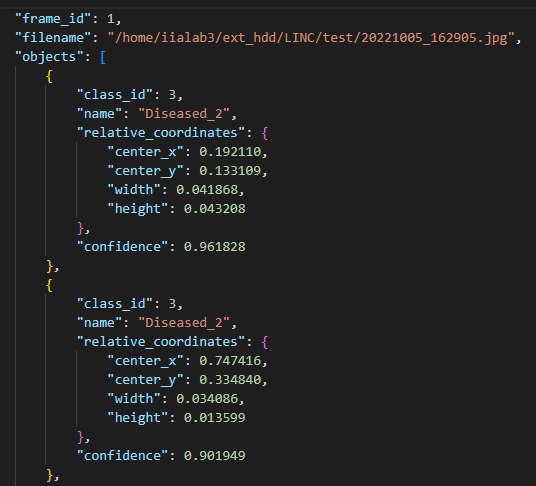 "frame_id": 1,
"filename": "/home/iialab3/ext_hdd/LINC/test/20221005_162905.jpg",
"objects": [
{
"class_id": 3,
"name": "Diseased_2",
"relative_coordinates": {
"center_x": 0.192110,
"center_y": 0.133109,
"width": 0.041868,
"height": 0.043208
},
"confidence": 0.961828
},
{
"class_id": 3,
"name": "Diseased_2",
"relative_coordinates": {
"center_x": 0.747416,
"center_y": 0.334840,
"width": 0.034086,
"height": 0.013599
},
"confidence": 0.901949
},